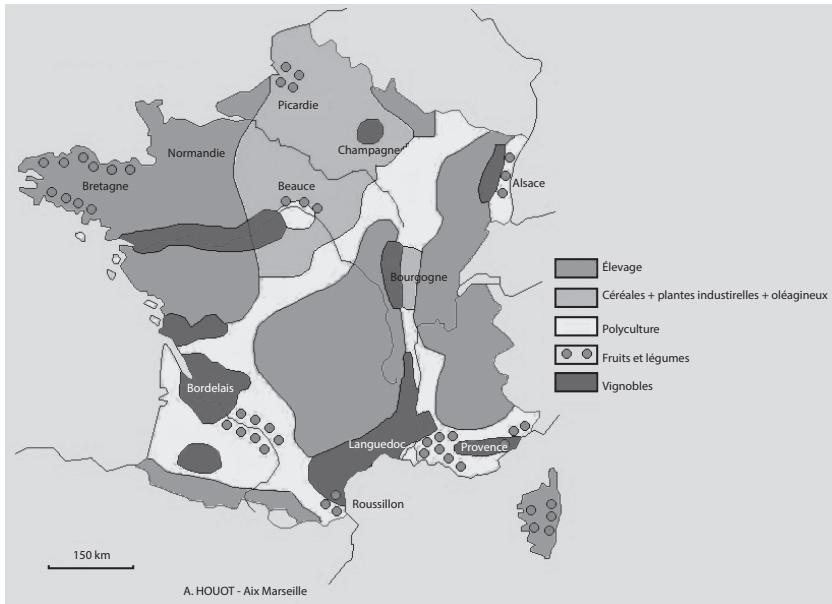 Picardie
Normandie
Champagne
Bretagne
Beauce
Alsace
Bourgogne
Élevage
Céréales + plantes industirelles + oléagineux
Polyculture
Fruits et légumes
Vignobles
Bordelais
Languedoc
Provence
Roussillon
150 km
A. HOUOT - Aix Marseille